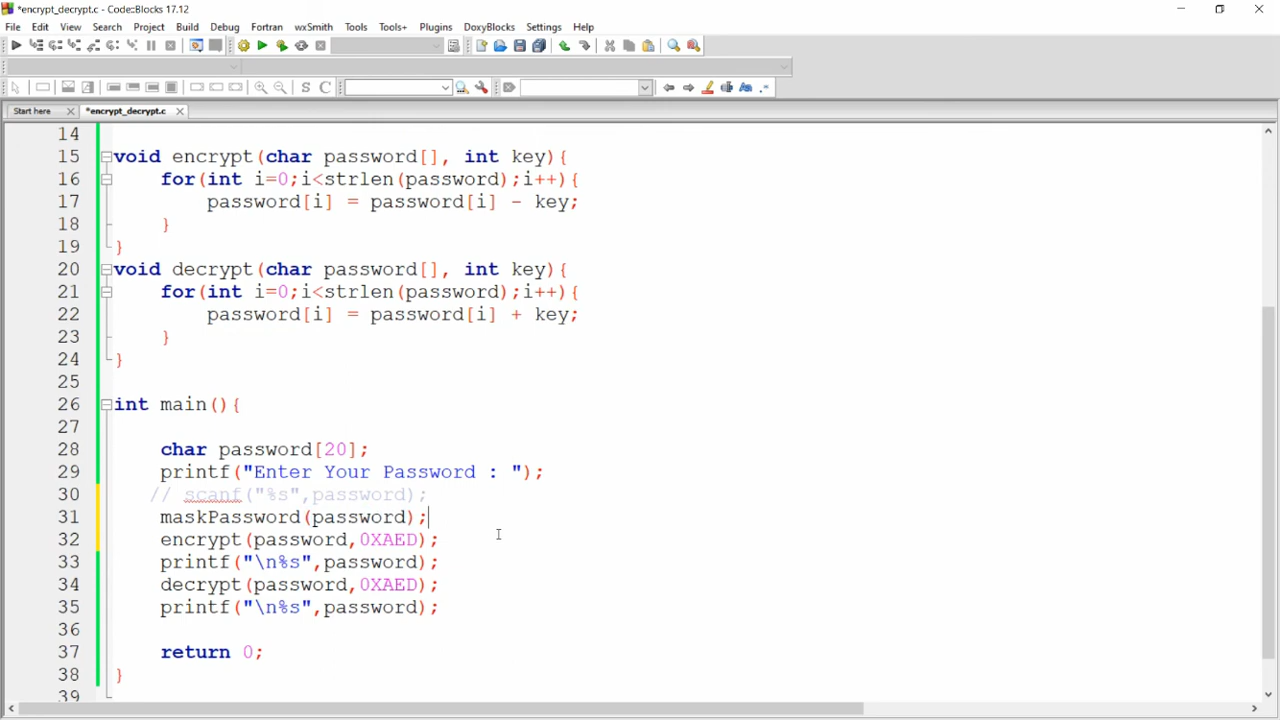 *encrypt_decrypt.c - Code::Blocks 17.12
File Edit View Search Project Build Debug Fortran wxSmith Tools Tools+ Plugins DoxyBlocks Settings Help
S C
Start here *encrypt_decrypt.c
14
15 void encrypt(char password[], int key){
16 for(int i=0;i<strlen(password);i++){
17 password[i] = password[i] - key;
18 }
19 }
20 void decrypt(char password[], int key){
21 for(int i=0;i<strlen(password);i++){
22 password[i] = password[i] + key;
23 }
24 }
25
26 int main(){
27
28 char password[20];
29 printf("Enter Your Password : ");
30 // scanf("%s",password);
31 maskPassword(password);
32 encrypt(password,0XAED);
33 printf("\n%s",password);
34 decrypt(password,0XAED);
35 printf("\n%s",password);
36
37 return 0;
38 }
39